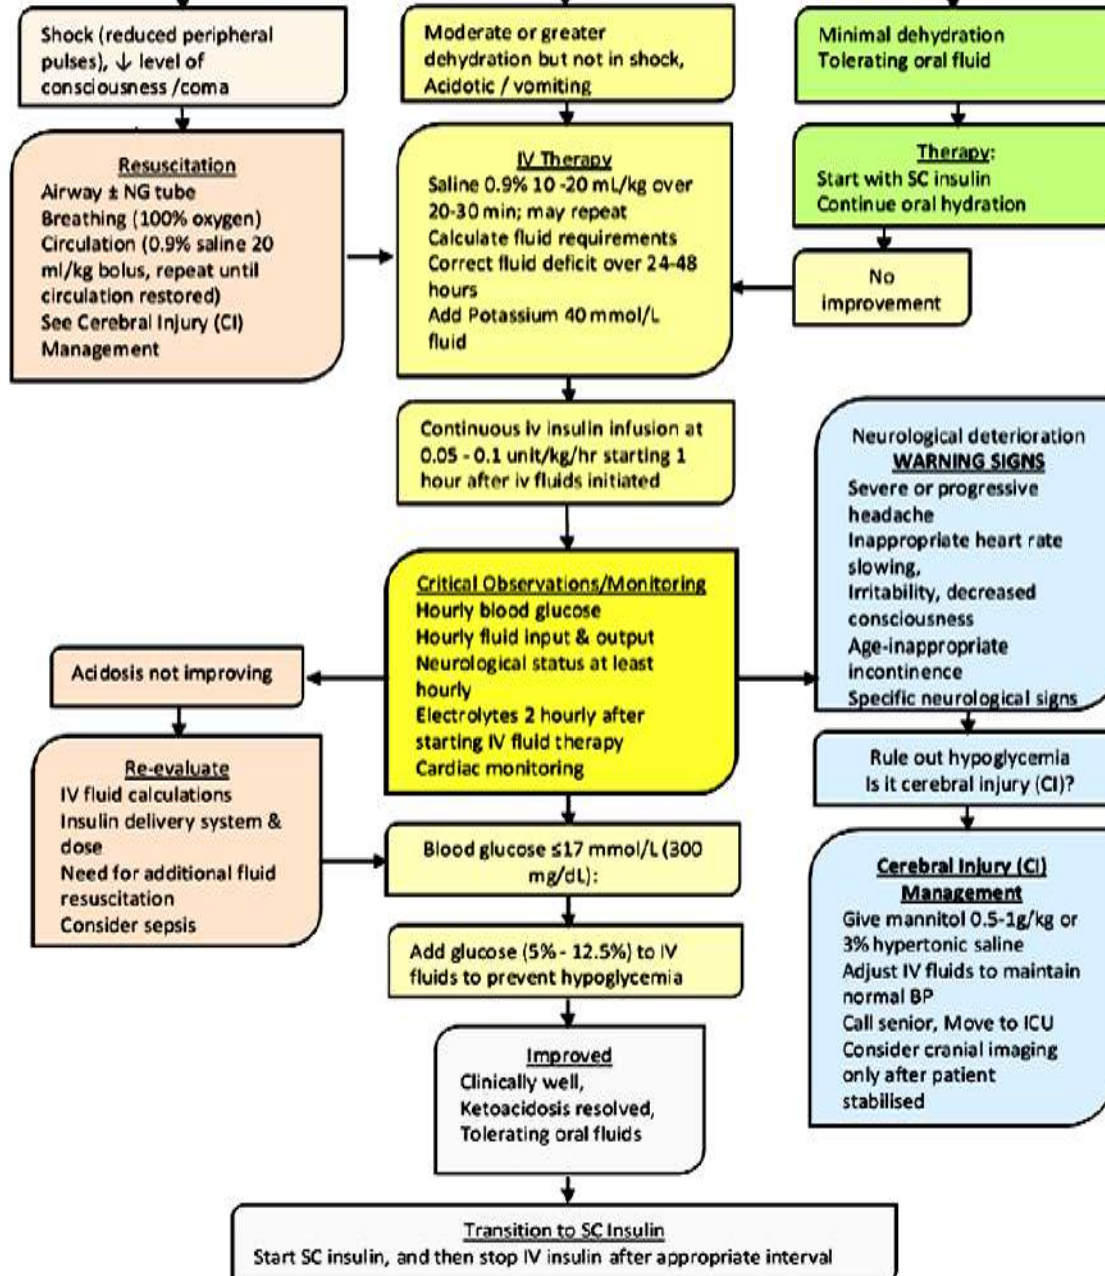 Shock (reduced peripheral
pulses), ↓ level of
consciousness /coma
Moderate or greater
dehydration but not in shock,
Acidotic / vomiting
Minimal dehydration
Tolerating oral fluid
Resuscitation
Airway ± NG tube
Breathing (100% oxygen)
Circulation (0.9% saline 20
ml/kg bolus, repeat until
circulation restored)
See Cerebral Injury (CI)
Management
IV Therapy
Saline 0.9% 10 -20 mL/kg over
20-30 min; may repeat
Calculate fluid requirements
Correct fluid deficit over 24-48
hours
Add Potassium 40 mmol/L
fluid
Therapy:
Start with SC insulin
Continue oral hydration
No
improvement
Continuous iv insulin infusion at
0.05 - 0.1 unit/kg/hr starting 1
hour after iv fluids initiated
Critical Observations/Monitoring
Hourly blood glucose
Hourly fluid input & output
Neurological status at least
hourly
Electrolytes 2 hourly after
starting IV fluid therapy
Cardiac monitoring
Neurological deterioration
WARNING SIGNS
Severe or progressive
headache
Inappropriate heart rate
slowing,
Irritability, decreased
consciousness
Age-inappropriate
incontinence
Specific neurological signs
Acidosis not improving
Re-evaluate
IV fluid calculations
Insulin delivery system &
dose
Need for additional fluid
resuscitation
Consider sepsis
Rule out hypoglycemia
Is it cerebral injury (CI)?
Blood glucose ≤17 mmol/L (300
mg/dL):
Add glucose (5% - 12.5%) to IV
fluids to prevent hypoglycemia
Cerebral Injury (CI)
Management
Give mannitol 0.5-1g/kg or
3% hypertonic saline
Adjust IV fluids to maintain
normal BP
Call senior, Move to ICU
Consider cranial imaging
only after patient
stabilised
Improved
Clinically well,
Ketoacidosis resolved,
Tolerating oral fluids
Transition to SC Insulin
Start SC insulin, and then stop IV insulin after appropriate interval